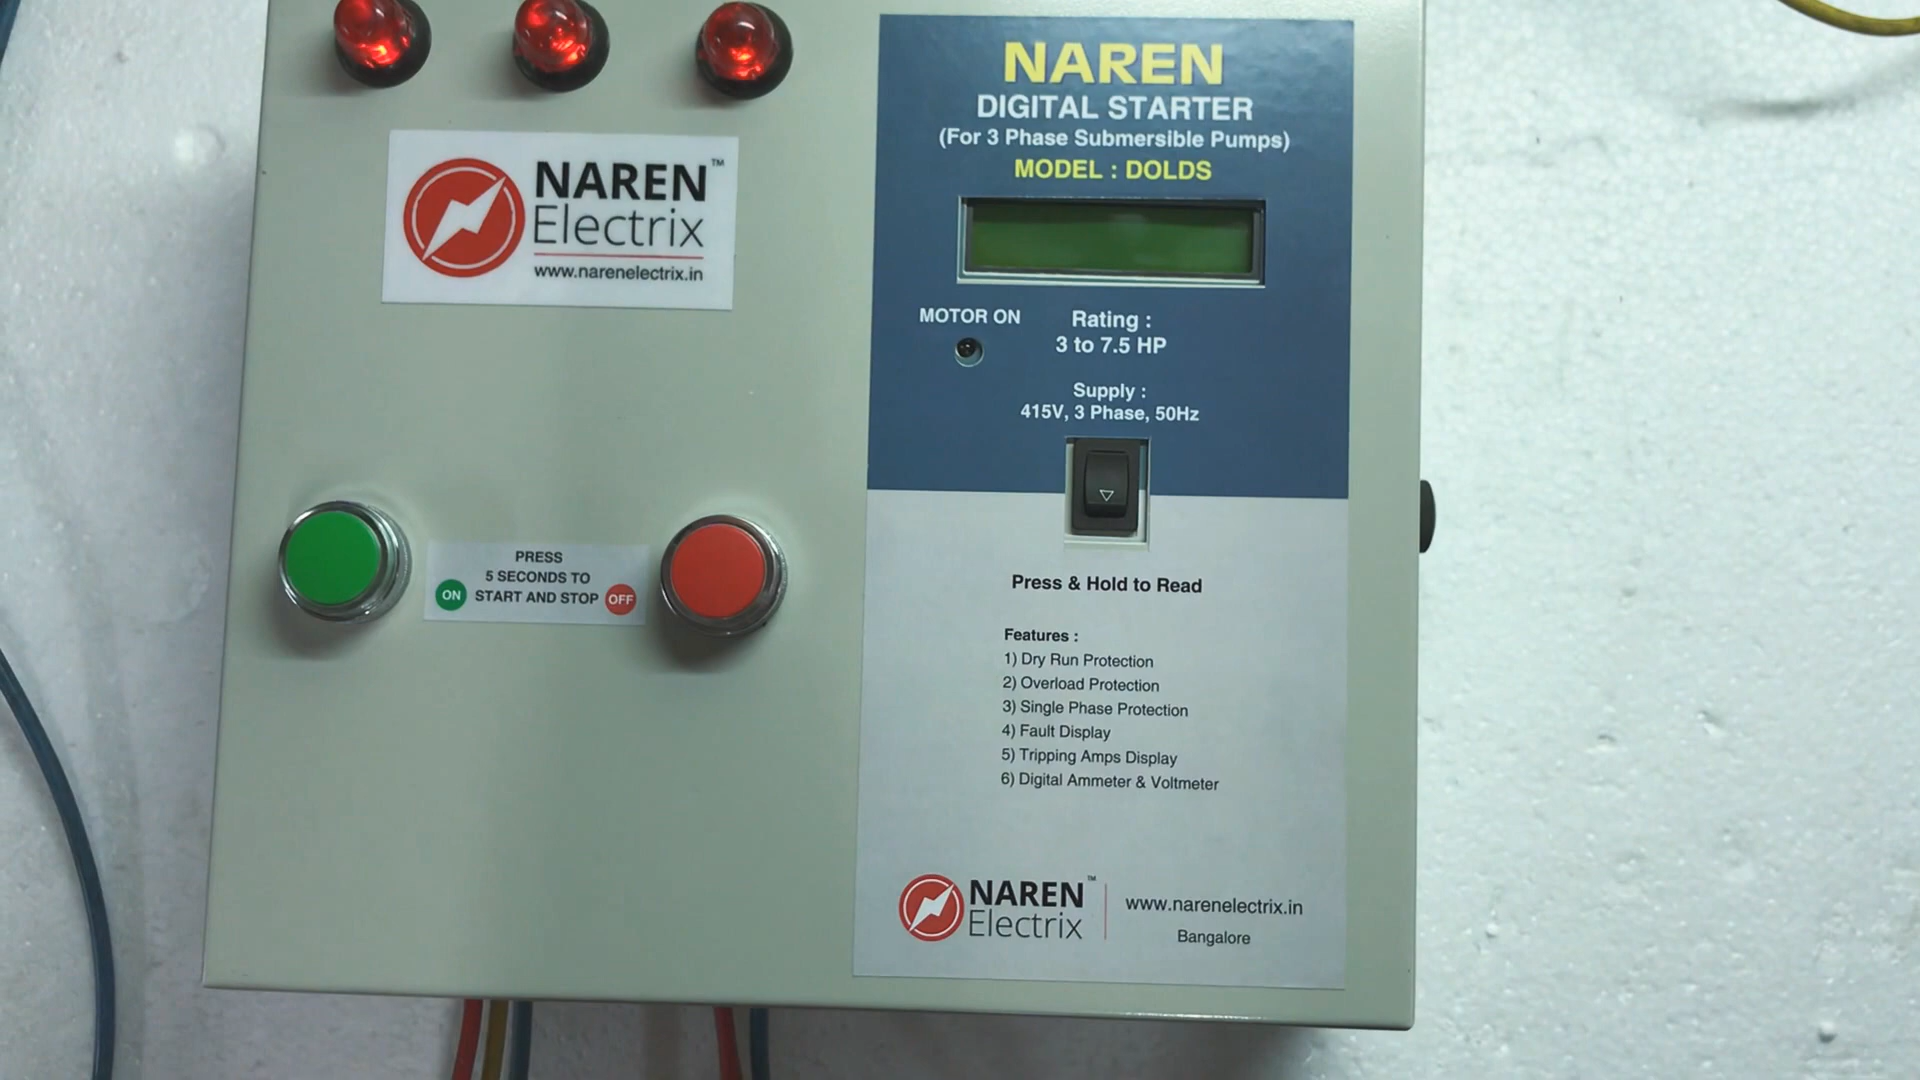 NAREN™
Electrix
www.narenelectrix.in
PRESS
5 SECONDS TO
ON START AND STOP OFF
NAREN
DIGITAL STARTER
(For 3 Phase Submersible Pumps)
MODEL : DOLDS
MOTOR ON
Rating :
3 to 7.5 HP
Supply :
415V, 3 Phase, 50Hz
Press & Hold to Read
Features :
1) Dry Run Protection
2) Overload Protection
3) Single Phase Protection
4) Fault Display
5) Tripping Amps Display
6) Digital Ammeter & Voltmeter
NAREN™
Electrix
www.narenelectrix.in
Bangalore